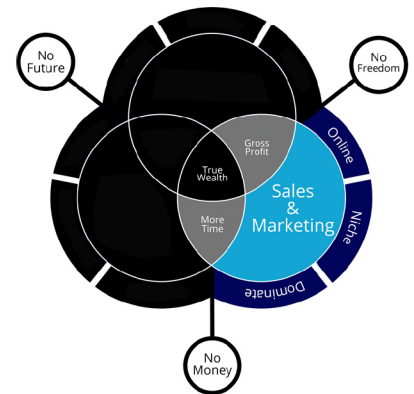 No
Future
No
Freedom
Online
Gross
Profit
True
Wealth
Sales
&
Marketing
More
Time
Niche
Dominate
No
Money